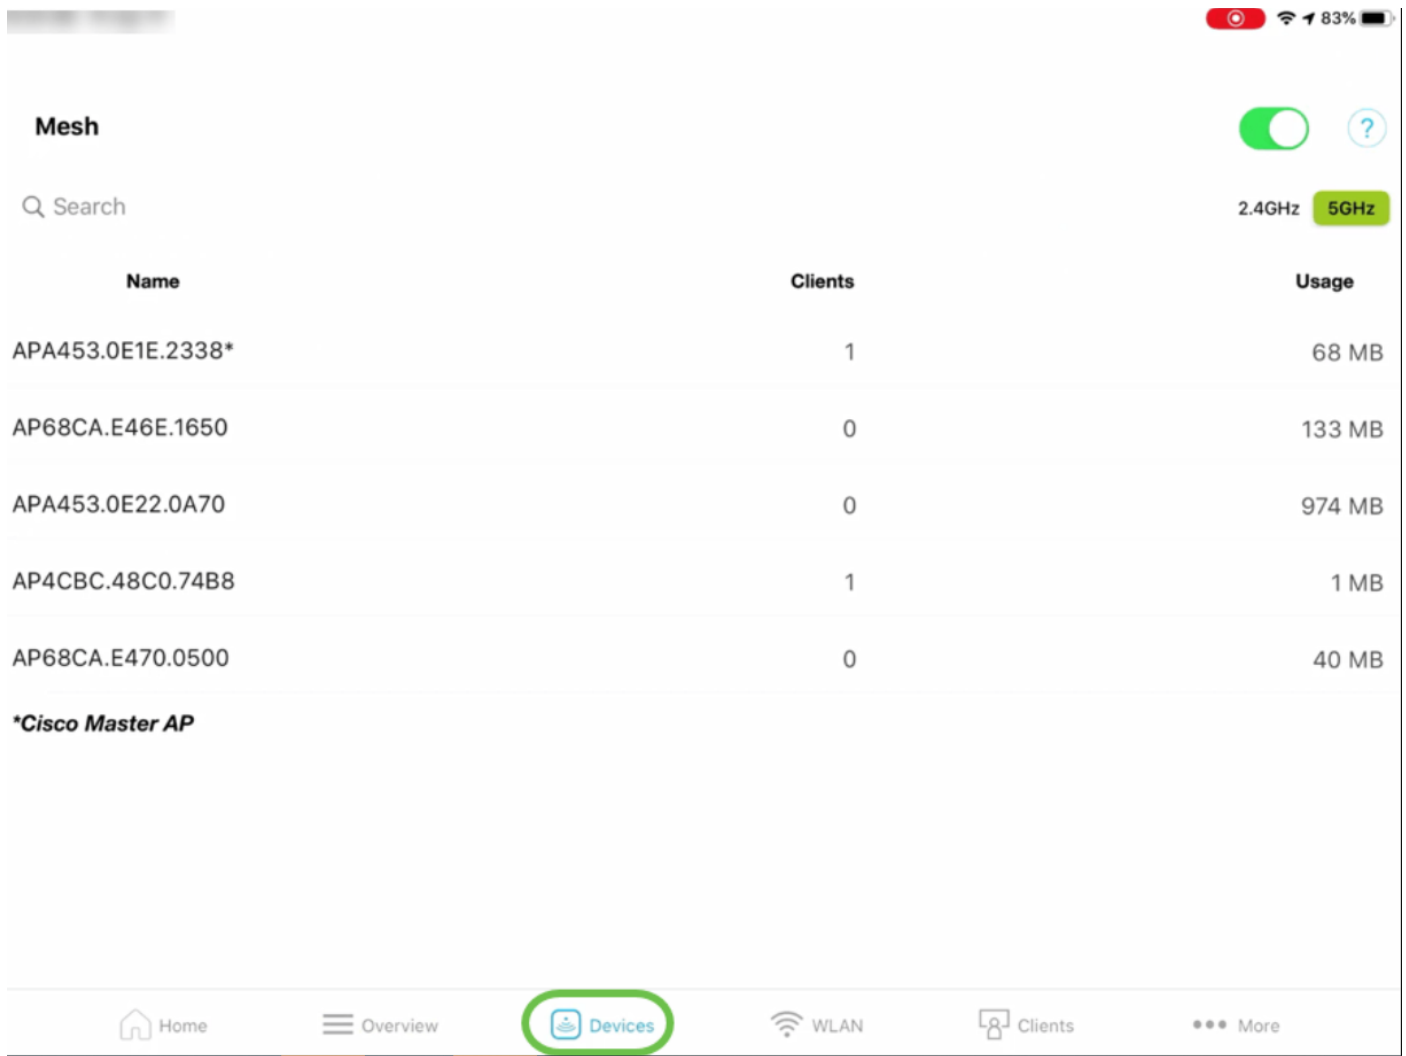 83%
Mesh
?
Search
2.4GHz 5GHz
Name Clients Usage
APA453.0E1E.2338* 1 68 MB
AP68CA.E46E.1650 0 133 MB
APA453.0E22.0A70 0 974 MB
AP4CBC.48C0.74B8 1 1 MB
AP68CA.E470.0500 0 40 MB
*Cisco Master AP
Home Overview Devices WLAN Clients More